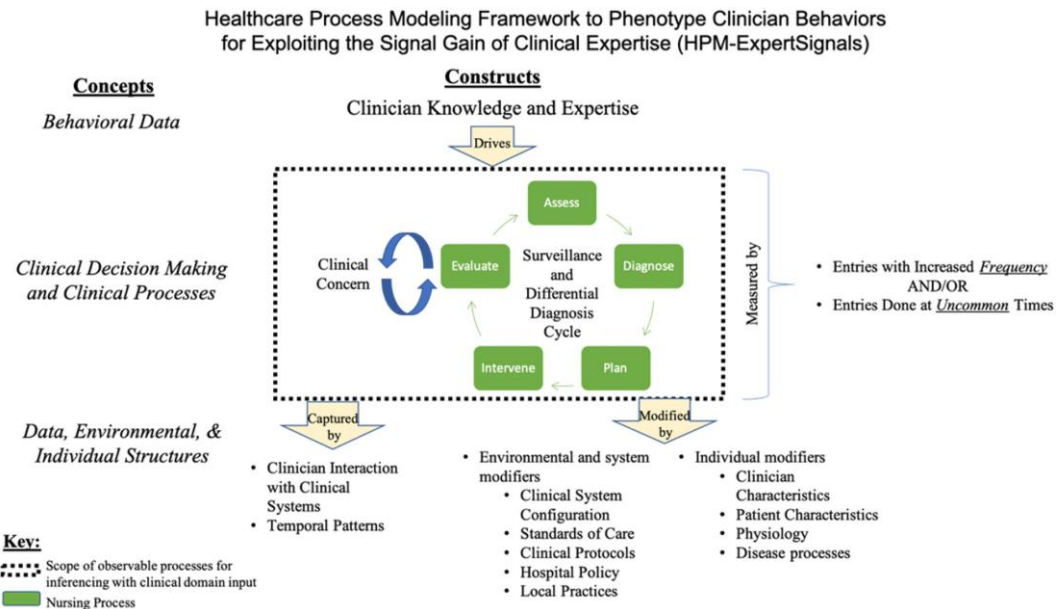 Healthcare Process Modeling Framework to Phenotype Clinician Behaviors
for Exploiting the Signal Gain of Clinical Expertise (HPM-ExpertSignals)
Concepts
Constructs
Behavioral Data
Clinician Knowledge and Expertise
Drives
Clinical Decision Making
and Clinical Processes
Clinical
Concern
Assess
Diagnose
Plan
Intervene
Evaluate
Surveillance
and
Differential
Diagnosis
Cycle
Measured by
• Entries with Increased Frequency
AND/OR
• Entries Done at Uncommon Times
Data, Environmental, &
Individual Structures
Captured
by
• Clinician Interaction
with Clinical
Systems
• Temporal Patterns
Modified
by
• Environmental and system
modifiers
• Clinical System
Configuration
• Standards of Care
• Clinical Protocols
• Hospital Policy
• Local Practices
• Individual modifiers
• Clinician
Characteristics
• Patient Characteristics
• Physiology
• Disease processes
Key:
Scope of observable processes for
inferencing with clinical domain input
Nursing Process